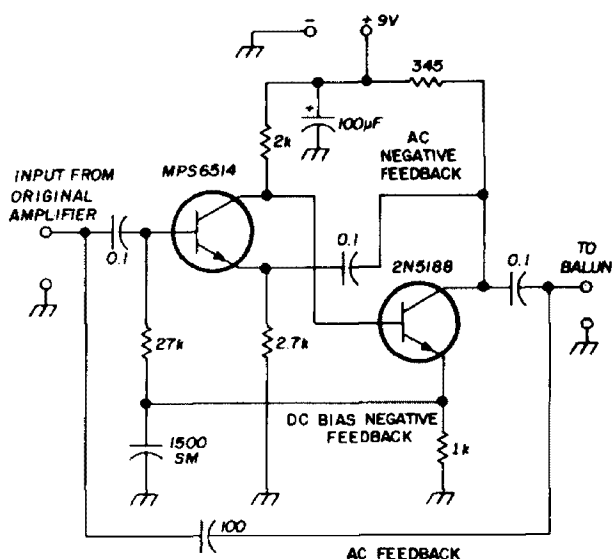 −
+ 9V
345
+
100µF
2k
AC
NEGATIVE
FEEDBACK
MPS6514
INPUT FROM
ORIGINAL
AMPLIFIER
0.1
0.1
2N5188
0.1
TO
BALUN
27k
2.7k
DC BIAS NEGATIVE
FEEDBACK
1500
SM
1k
100
AC FEEDBACK